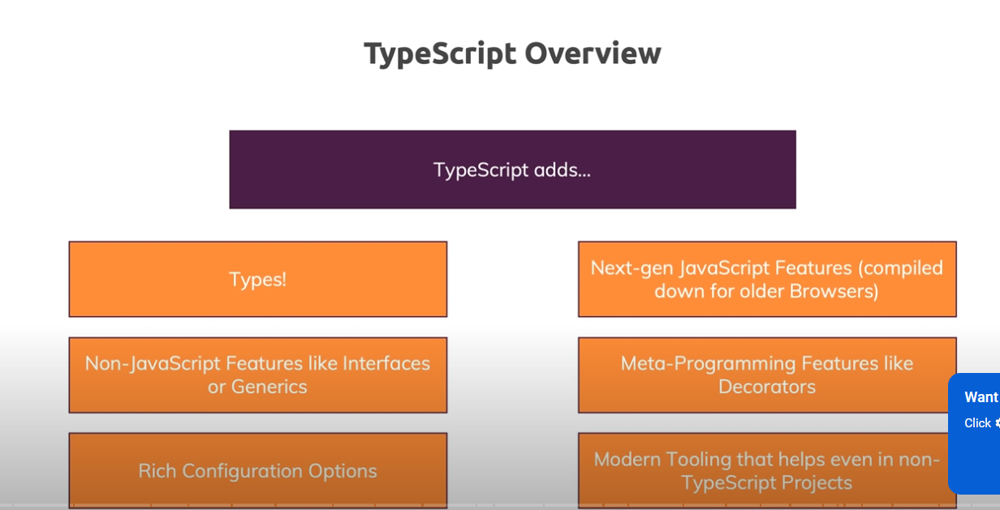 TypeScript Overview
TypeScript adds...
Types!
Next-gen JavaScript Features (compiled
down for older Browsers)
Non-JavaScript Features like Interfaces
or Generics
Meta-Programming Features like
Decorators
Rich Configuration Options
Modern Tooling that helps even in non-
TypeScript Projects
Want
Click